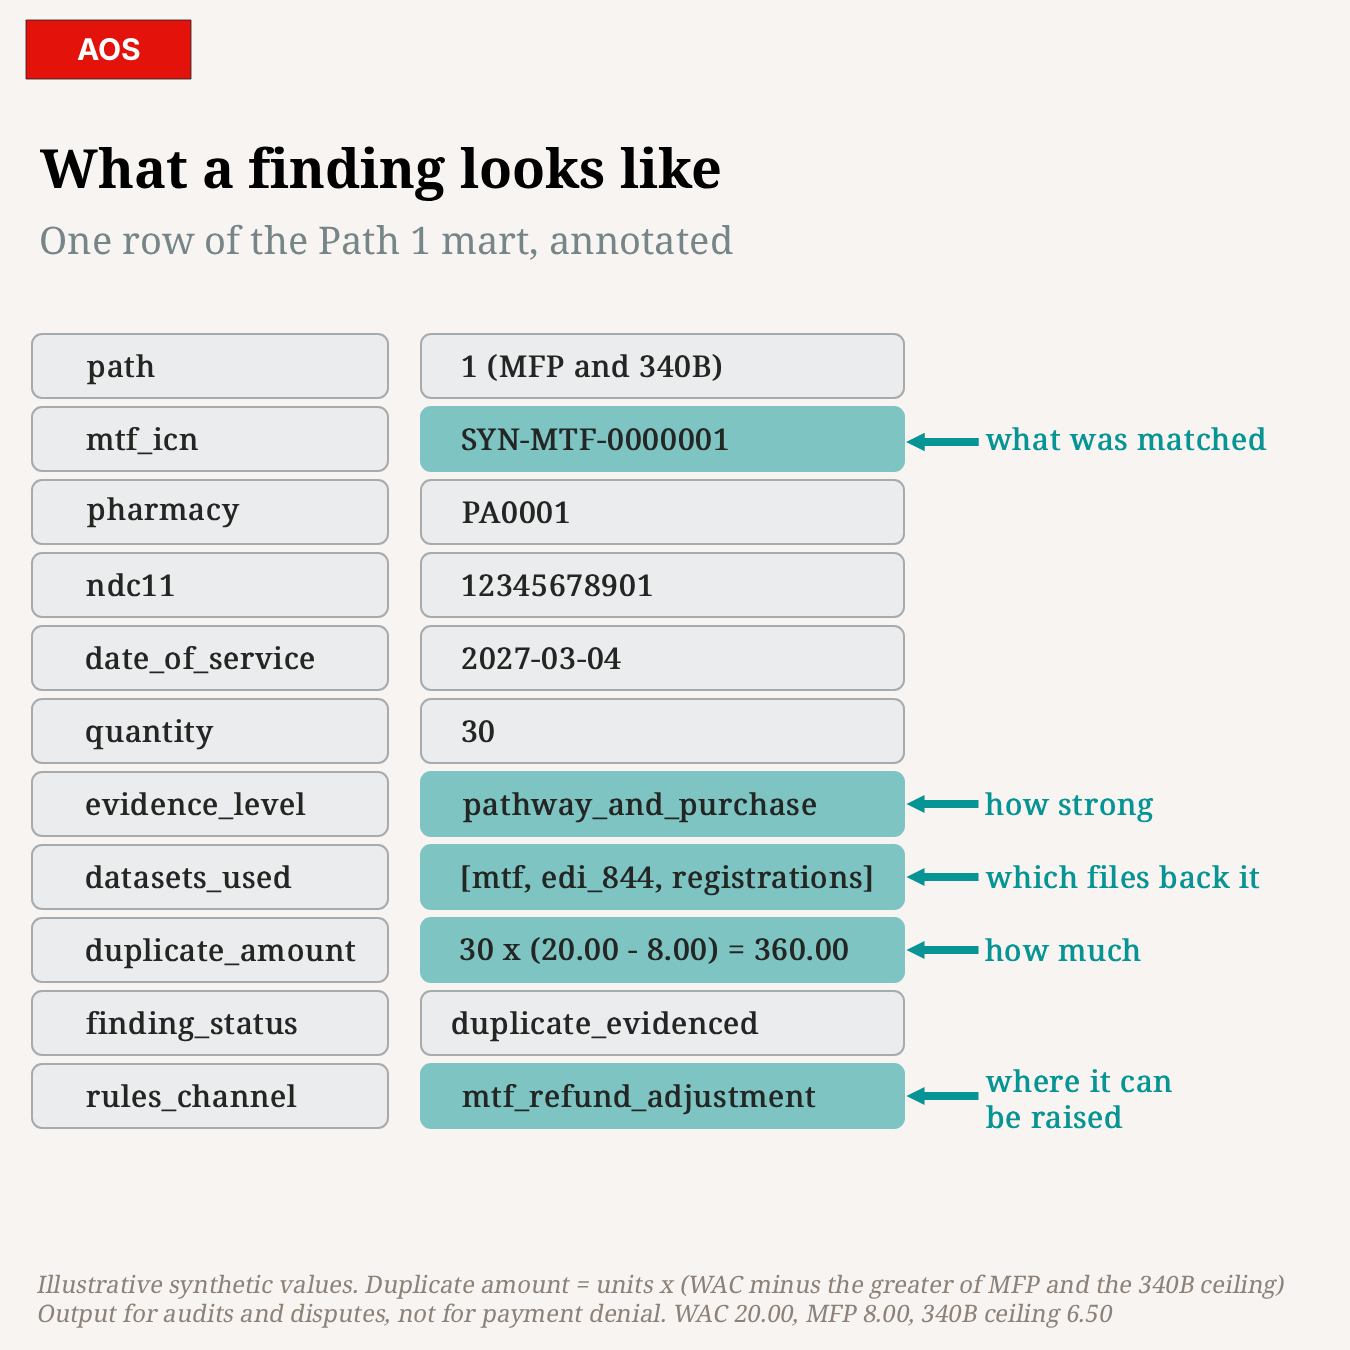 AOS
What a finding looks like
One row of the Path 1 mart, annotated
path 1 (MFP and 340B)
mtf_icn SYN-MTF-0000001 what was matched
pharmacy PA0001
ndc11 12345678901
date_of_service 2027-03-04
quantity 30
evidence_level pathway_and_purchase how strong
datasets_used [mtf, edi_844, registrations] which files back it
duplicate_amount 30 x (20.00 - 8.00) = 360.00 how much
finding_status duplicate_evidenced
rules_channel mtf_refund_adjustment where it can
be raised
Illustrative synthetic values. Duplicate amount = units x (WAC minus the greater of MFP and the 340B ceiling)
Output for audits and disputes, not for payment denial. WAC 20.00, MFP 8.00, 340B ceiling 6.50